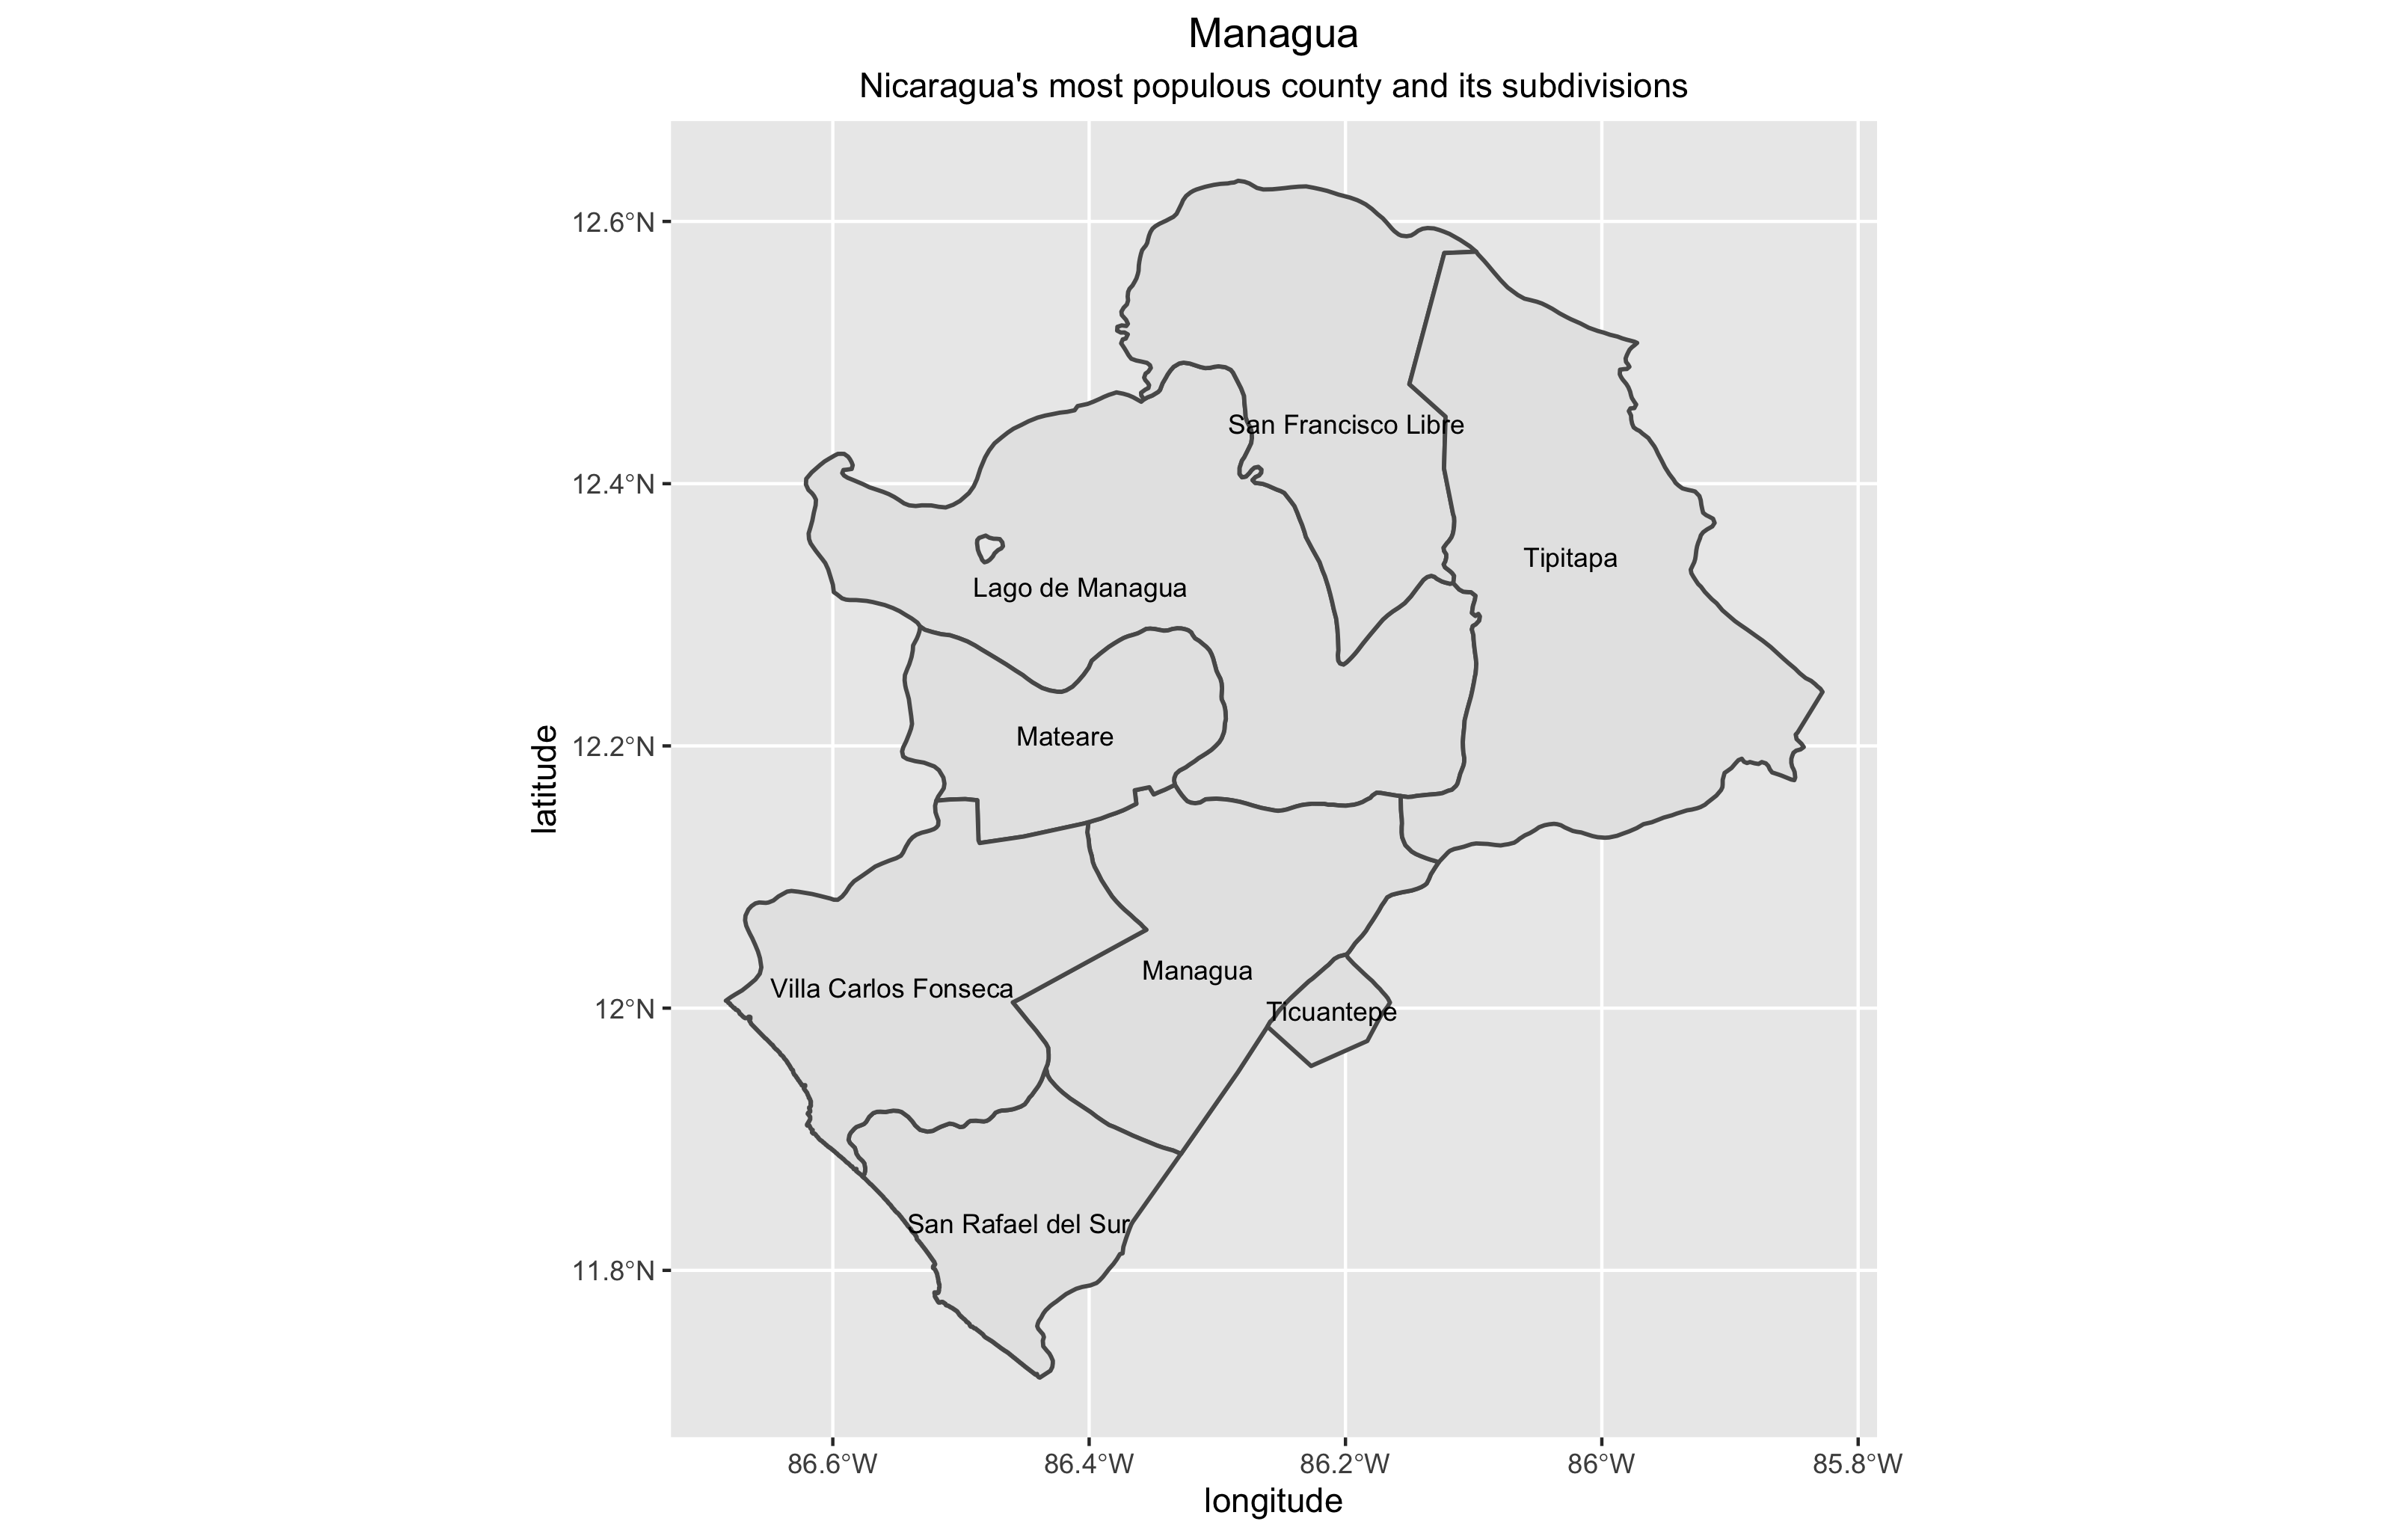 Managua
Nicaragua's most populous county and its subdivisions
12.6°N
San Francisco Libre
12.4°N
Tipitapa
Lago de Managua
Mateare
12.2°N
latitude
Managua
Villa Carlos Fonseca
12°N
Ticuantepe
San Rafael del Sur
11.8°N
86.6°W
86.4°W
86.2°W
86°W
85.8°W
longitude